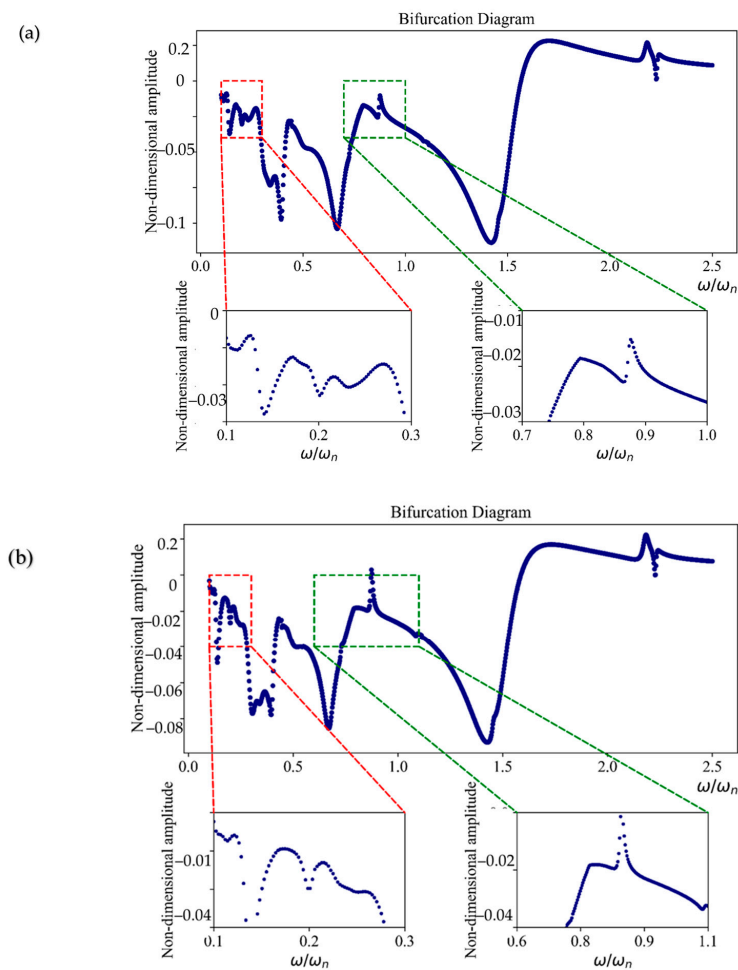 (a)
Bifurcation Diagram
Non-dimensional amplitude
0.2
0
−0.05
−0.1
0.0 0.5 1.0 1.5 2.0 2.5
ω/ωn
Non-dimensional amplitude
0
−0.03
0.1 0.2 0.3
ω/ωn
Non-dimensional amplitude
−0.01
−0.02
−0.03
0.7 0.8 0.9 1.0
ω/ωn
(b)
Bifurcation Diagram
Non-dimensional amplitude
0.2
0
−0.02
−0.04
−0.06
−0.08
0.0 0.5 1.0 1.5 2.0 2.5
ω/ωn
Non-dimensional amplitude
−0.01
−0.04
0.1 0.2 0.3
ω/ωn
Non-dimensional amplitude
−0.02
−0.04
0.6 0.8 0.9 1.1
ω/ωn